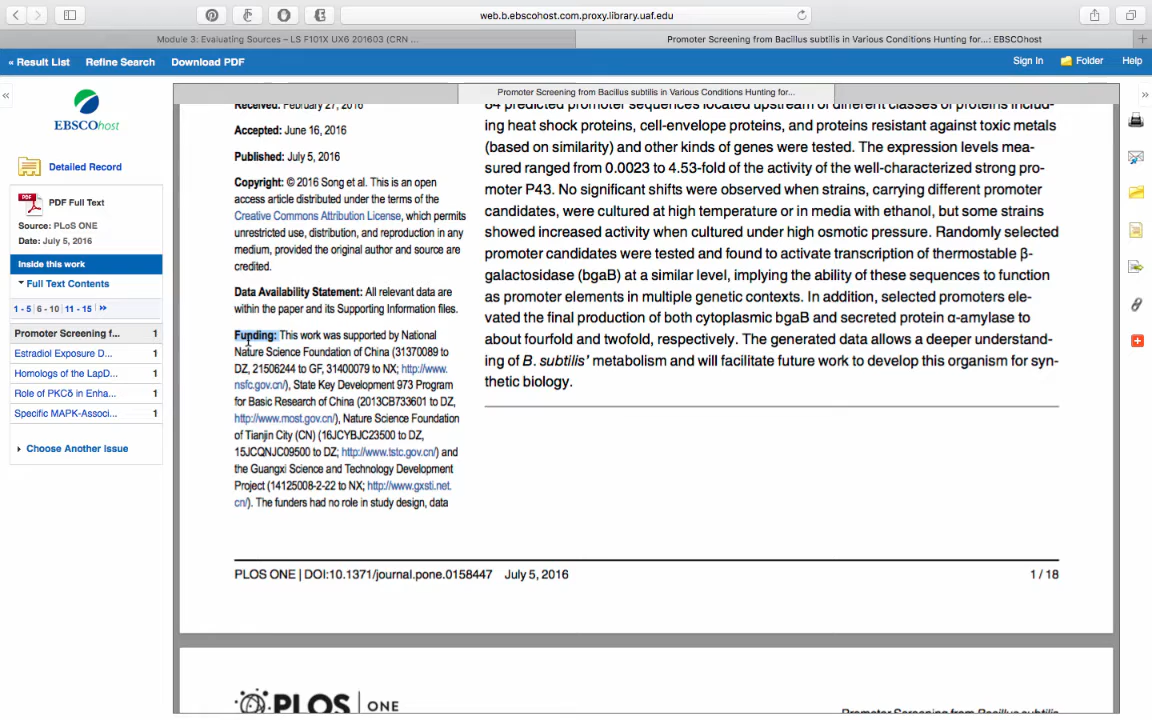 web.b.ebscohost.com.proxy.library.uaf.edu
Module 3: Evaluating Sources – LS F101X UX6 201603 (CRN ...
Promoter Screening from Bacillus subtilis in Various Conditions Hunting for...: EBSCOhost
« Result List Refine Search Download PDF
Sign In Folder Help
«
Promoter Screening from Bacillus subtilis in Various Conditions Hunting for...
»
EBSCOhost
Detailed Record
PDF
PDF Full Text
Source: PLoS ONE
Date: July 5, 2016
Inside this work
Full Text Contents
1 - 5 | 6 - 10 | 11 - 15 | »
Promoter Screening f... 1
Estradiol Exposure D... 1
Homologs of the LapD... 1
Role of PKCδ in Enha... 1
Specific MAPK-Associ... 1
Choose Another Issue
Received: February 27, 2016
Accepted: June 16, 2016
Published: July 5, 2016
Copyright: © 2016 Song et al. This is an open
access article distributed under the terms of the
Creative Commons Attribution License, which permits
unrestricted use, distribution, and reproduction in any
medium, provided the original author and source are
credited.
Data Availability Statement: All relevant data are
within the paper and its Supporting Information files.
Funding: This work was supported by National
Nature Science Foundation of China (31370089 to
DZ, 21506244 to GF, 31400079 to NX; http://www.
nsfc.gov.cn/), State Key Development 973 Program
for Basic Research of China (2013CB733601 to DZ,
http://www.most.gov.cn/), Nature Science Foundation
of Tianjin City (CN) (16JCYBJC23500 to DZ,
15JCQNJC09500 to DZ; http://www.tstc.gov.cn/) and
the Guangxi Science and Technology Development
Project (14125008-2-22 to NX; http://www.gxsti.net.
cn/). The funders had no role in study design, data
84 predicted promoter sequences located upstream of different classes of proteins includ-
ing heat shock proteins, cell-envelope proteins, and proteins resistant against toxic metals
(based on similarity) and other kinds of genes were tested. The expression levels mea-
sured ranged from 0.0023 to 4.53-fold of the activity of the well-characterized strong pro-
moter P43. No significant shifts were observed when strains, carrying different promoter
candidates, were cultured at high temperature or in media with ethanol, but some strains
showed increased activity when cultured under high osmotic pressure. Randomly selected
promoter candidates were tested and found to activate transcription of thermostable β-
galactosidase (bgaB) at a similar level, implying the ability of these sequences to function
as promoter elements in multiple genetic contexts. In addition, selected promoters ele-
vated the final production of both cytoplasmic bgaB and secreted protein α-amylase to
about fourfold and twofold, respectively. The generated data allows a deeper understand-
ing of B. subtilis' metabolism and will facilitate future work to develop this organism for syn-
thetic biology.
PLOS ONE | DOI:10.1371/journal.pone.0158447 July 5, 2016 1 / 18
PLOS ONE
Promoter Screening from Bacillus subtilis